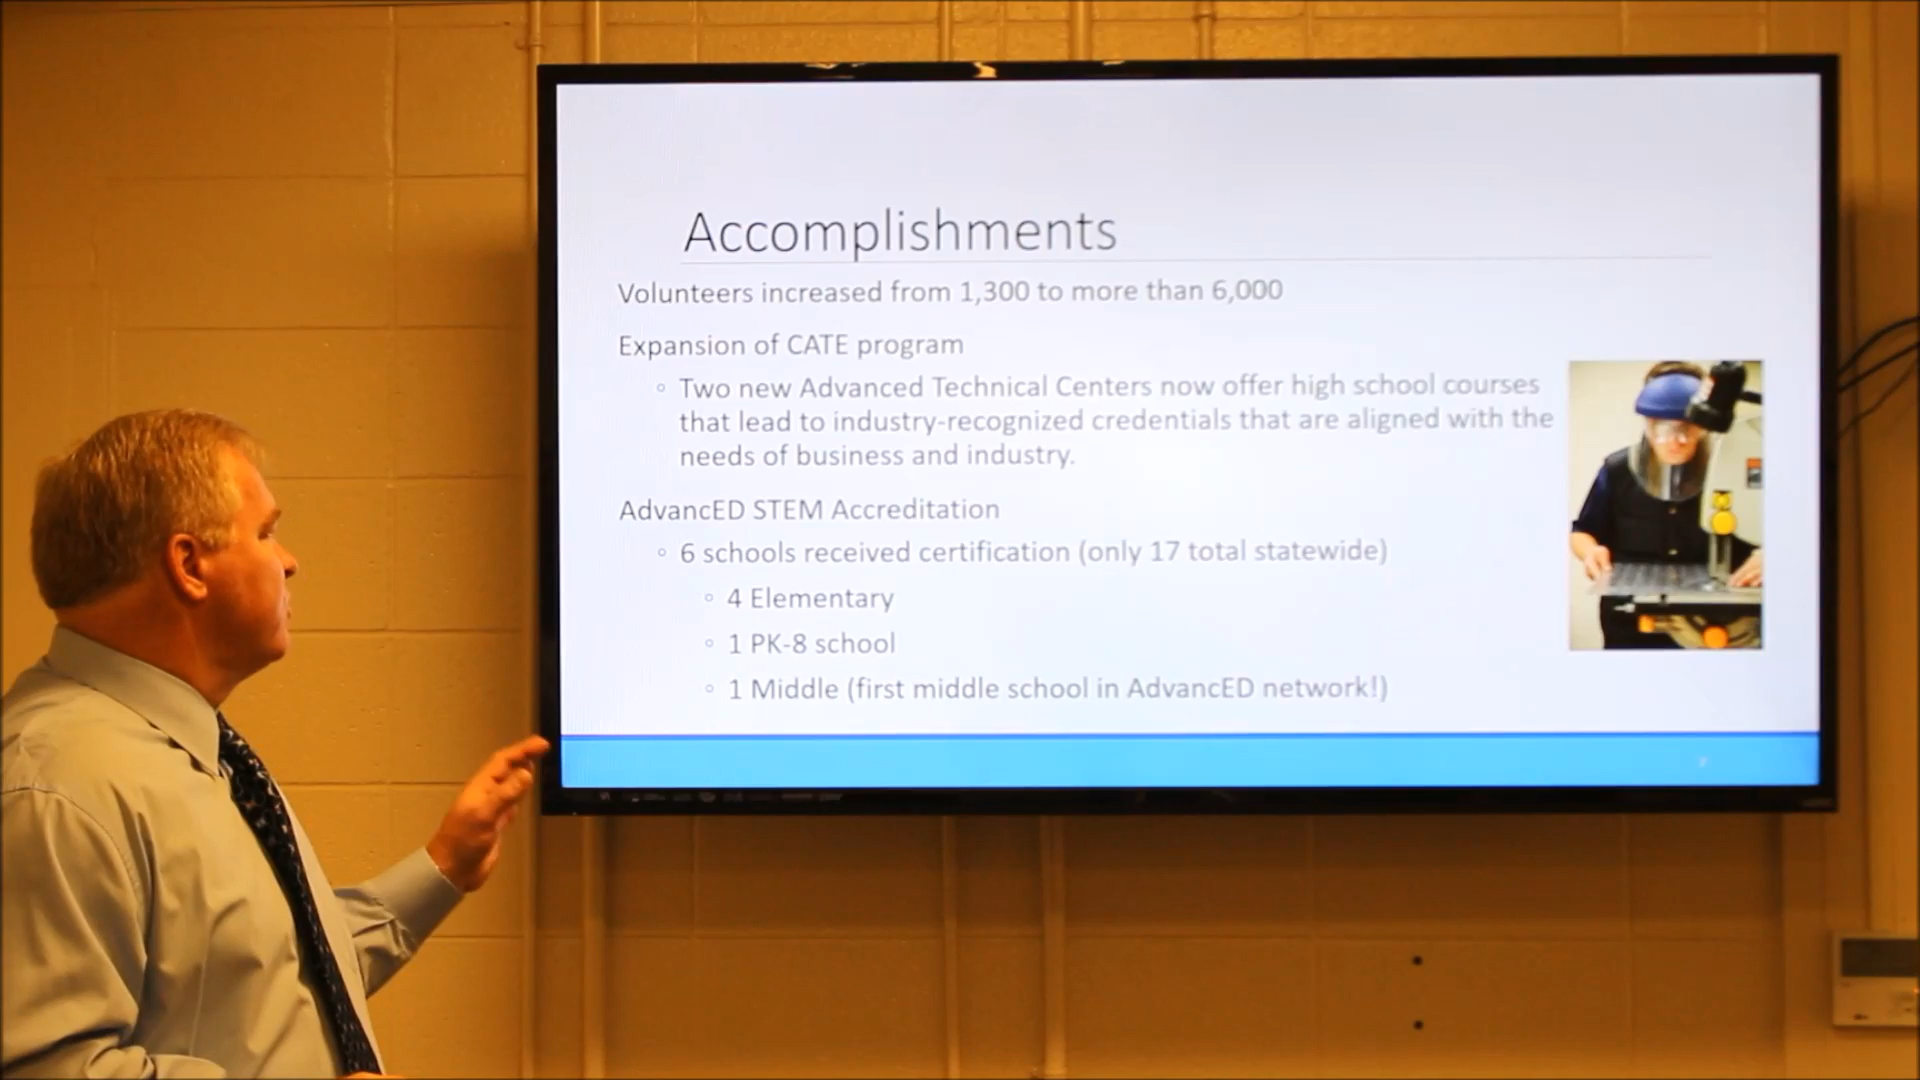 Accomplishments
Volunteers increased from 1,300 to more than 6,000
Expansion of CATE program
◦ Two new Advanced Technical Centers now offer high school courses
that lead to industry-recognized credentials that are aligned with the
needs of business and industry.
AdvancED STEM Accreditation
◦ 6 schools received certification (only 17 total statewide)
◦ 4 Elementary
◦ 1 PK-8 school
◦ 1 Middle (first middle school in AdvancED network!)